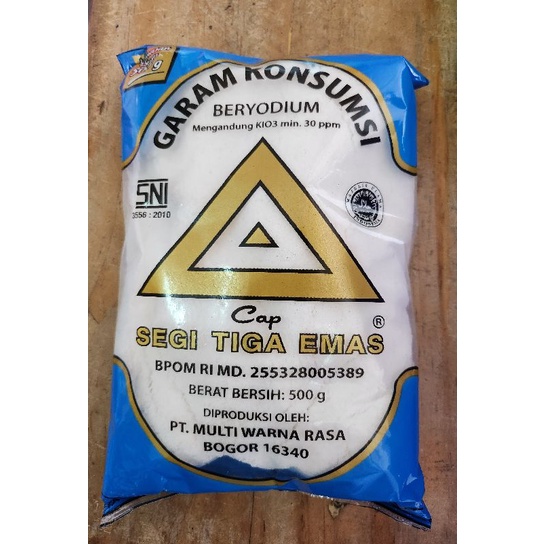 GARAM KONSUMSI
BERYODIUM
Mengandung KIO3 min. 30 ppm
SNI
3556 : 2010
Cap
SEGI TIGA EMAS ®
BPOM RI MD. 255328005389
BERAT BERSIH: 500 g
DIPRODUKSI OLEH:
PT. MULTI WARNA RASA
BOGOR 16340